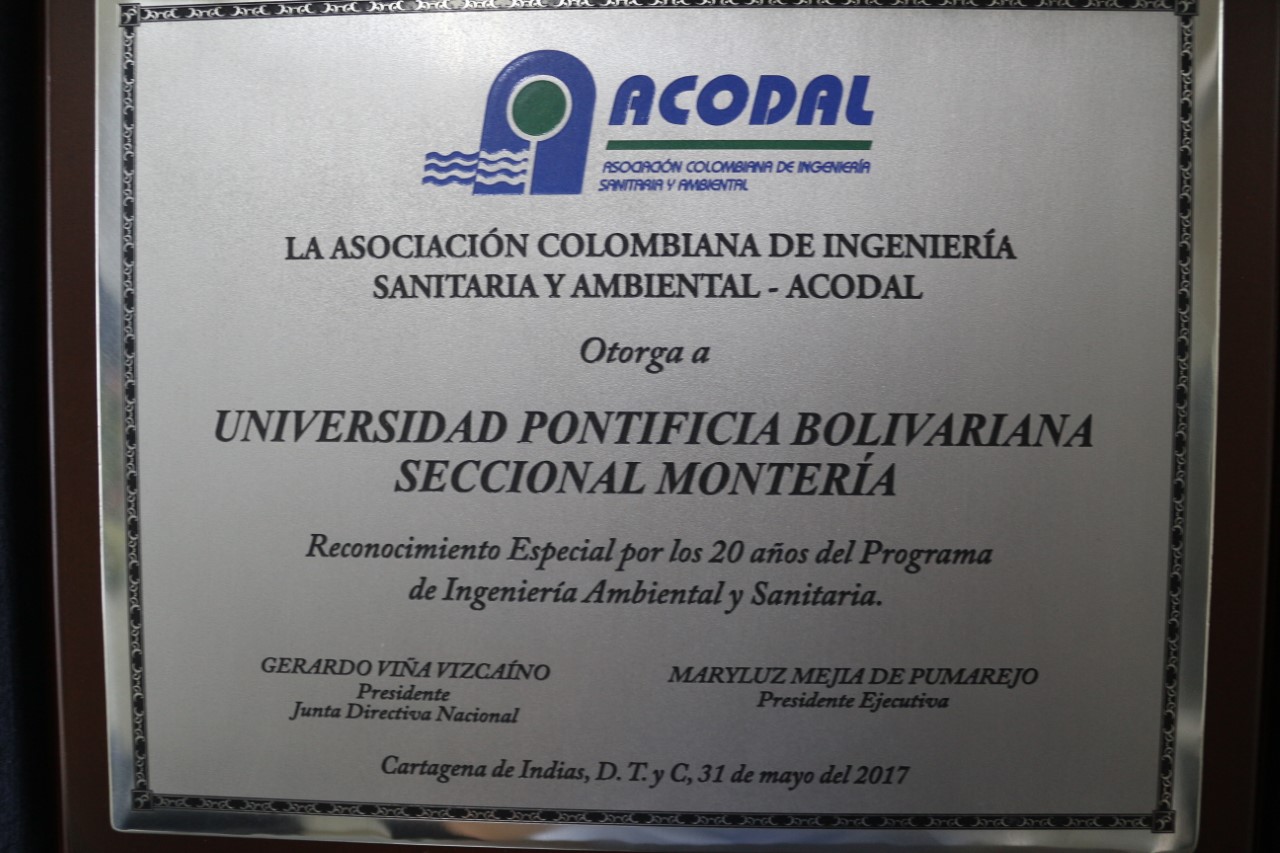 ACODAL
ASOCIACIÓN COLOMBIANA DE INGENIERÍA
SANITARIA Y AMBIENTAL
LA ASOCIACIÓN COLOMBIANA DE INGENIERÍA
SANITARIA Y AMBIENTAL - ACODAL
Otorga a
UNIVERSIDAD PONTIFICIA BOLIVARIANA
SECCIONAL MONTERÍA
Reconocimiento Especial por los 20 años del Programa
de Ingeniería Ambiental y Sanitaria.
GERARDO VIÑA VIZCAÍNO
Presidente
Junta Directiva Nacional
MARYLUZ MEJIA DE PUMAREJO
Presidente Ejecutiva
Cartagena de Indias, D. T. y C, 31 de mayo del 2017